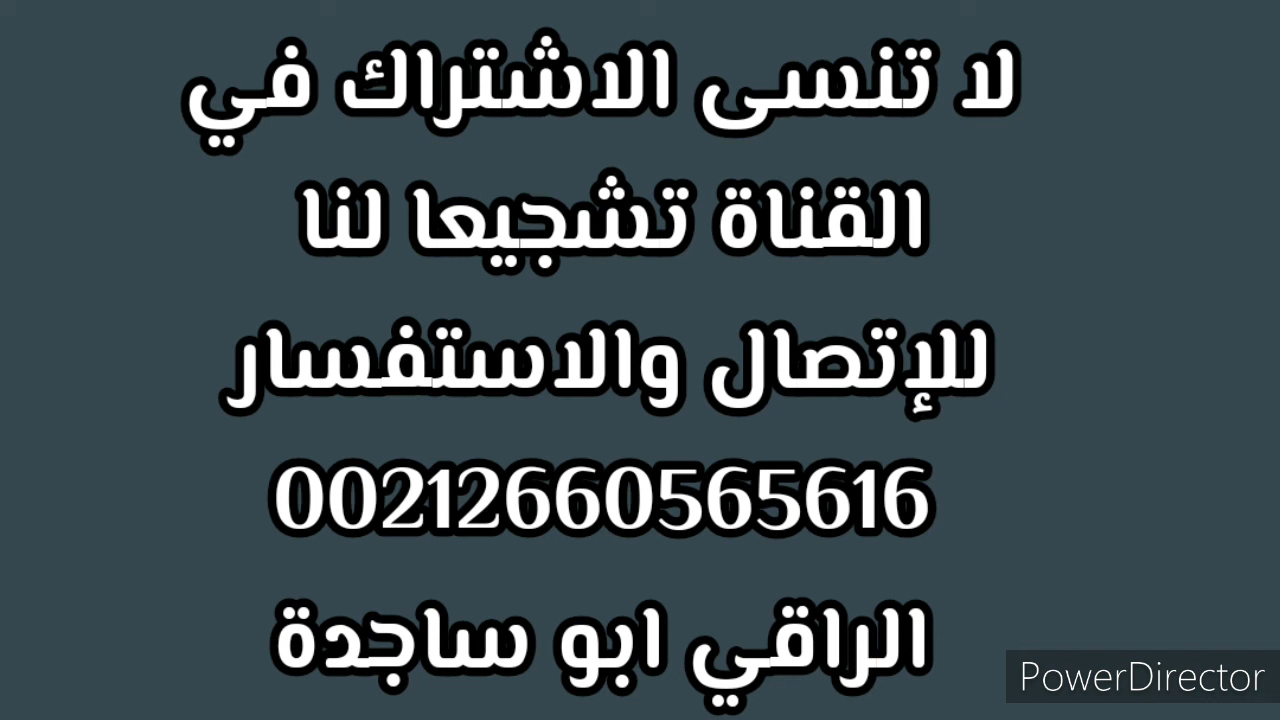 لا تنسى الاشتراك في
القناة تشجيعا لنا
للإتصال والاستفسار
00212660565616
الراقي ابو ساجدة
PowerDirector